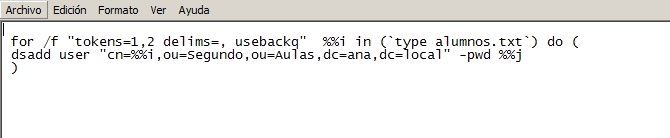 Archivo Edición Formato Ver Ayuda
for /f "tokens=1,2 delims=, usebackq" %%i in (`type alumnos.txt`) do (
dsadd user "cn=%%i,ou=Segundo,ou=Aulas,dc=ana,dc=local" -pwd %%j
)